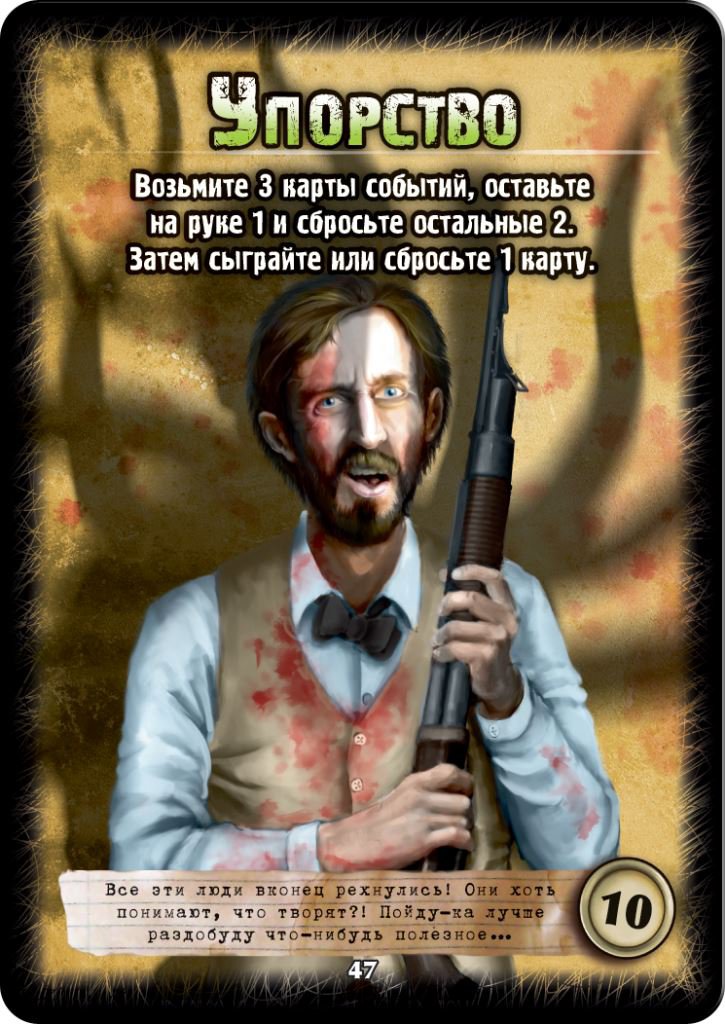 Упорство
Возьмите 3 карты событий, оставьте
на руке 1 и сбросьте остальные 2.
Затем сыграйте или сбросьте 1 карту.
Все эти люди вконец рехнулись! Они хоть
понимают, что творят?! Пойду-ка лучше
раздобуду что-нибудь полезное...
10
47